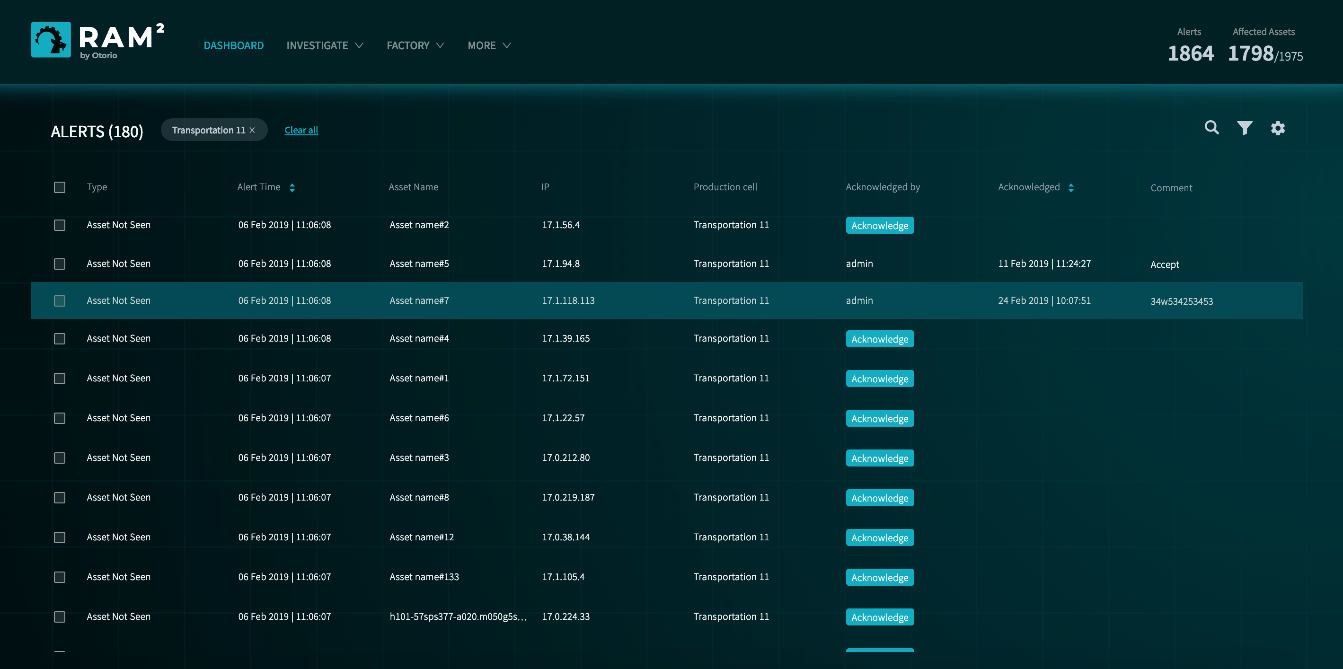 RAM²
by Otorio
DASHBOARD INVESTIGATE FACTORY MORE
Alerts Affected Assets
1864 1798/1975
ALERTS (180) Transportation 11 × Clear all
Type Alert Time Asset Name IP Production cell Acknowledged by Acknowledged Comment
Asset Not Seen 06 Feb 2019 | 11:06:08 Asset name#2 17.1.56.4 Transportation 11 Acknowledge
Asset Not Seen 06 Feb 2019 | 11:06:08 Asset name#5 17.1.94.8 Transportation 11 admin 11 Feb 2019 | 11:24:27 Accept
Asset Not Seen 06 Feb 2019 | 11:06:08 Asset name#7 17.1.118.113 Transportation 11 admin 24 Feb 2019 | 10:07:51 34w534253453
Asset Not Seen 06 Feb 2019 | 11:06:08 Asset name#4 17.1.39.165 Transportation 11 Acknowledge
Asset Not Seen 06 Feb 2019 | 11:06:07 Asset name#1 17.1.72.151 Transportation 11 Acknowledge
Asset Not Seen 06 Feb 2019 | 11:06:07 Asset name#6 17.1.22.57 Transportation 11 Acknowledge
Asset Not Seen 06 Feb 2019 | 11:06:07 Asset name#3 17.0.212.80 Transportation 11 Acknowledge
Asset Not Seen 06 Feb 2019 | 11:06:07 Asset name#8 17.0.219.187 Transportation 11 Acknowledge
Asset Not Seen 06 Feb 2019 | 11:06:07 Asset name#12 17.0.38.144 Transportation 11 Acknowledge
Asset Not Seen 06 Feb 2019 | 11:06:07 Asset name#133 17.1.105.4 Transportation 11 Acknowledge
Asset Not Seen 06 Feb 2019 | 11:06:07 h101-57sps377-a020.m050g5s... 17.0.224.33 Transportation 11 Acknowledge